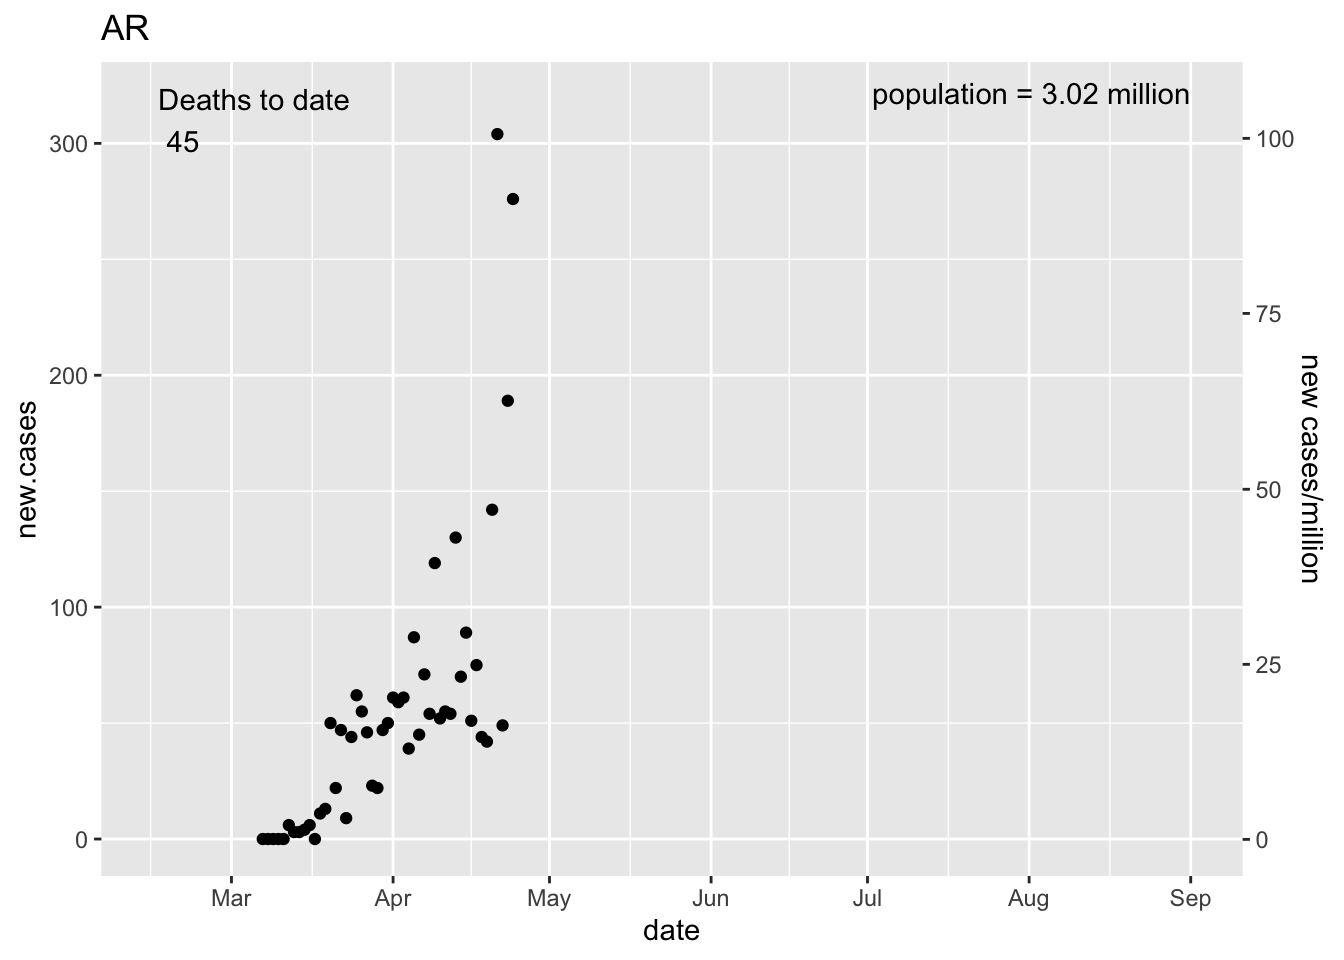 AR
Deaths to date
45
population = 3.02 million
300
200
100
0
100
75
50
25
0
new.cases
new cases/million
Mar Apr May Jun Jul Aug Sep
date